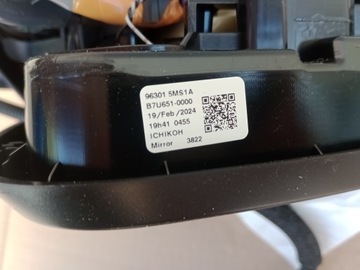 96301 5MS1A
B7U651-0000
19/Feb/2024
19h41 0455
ICHIKOH
Mirror 3822